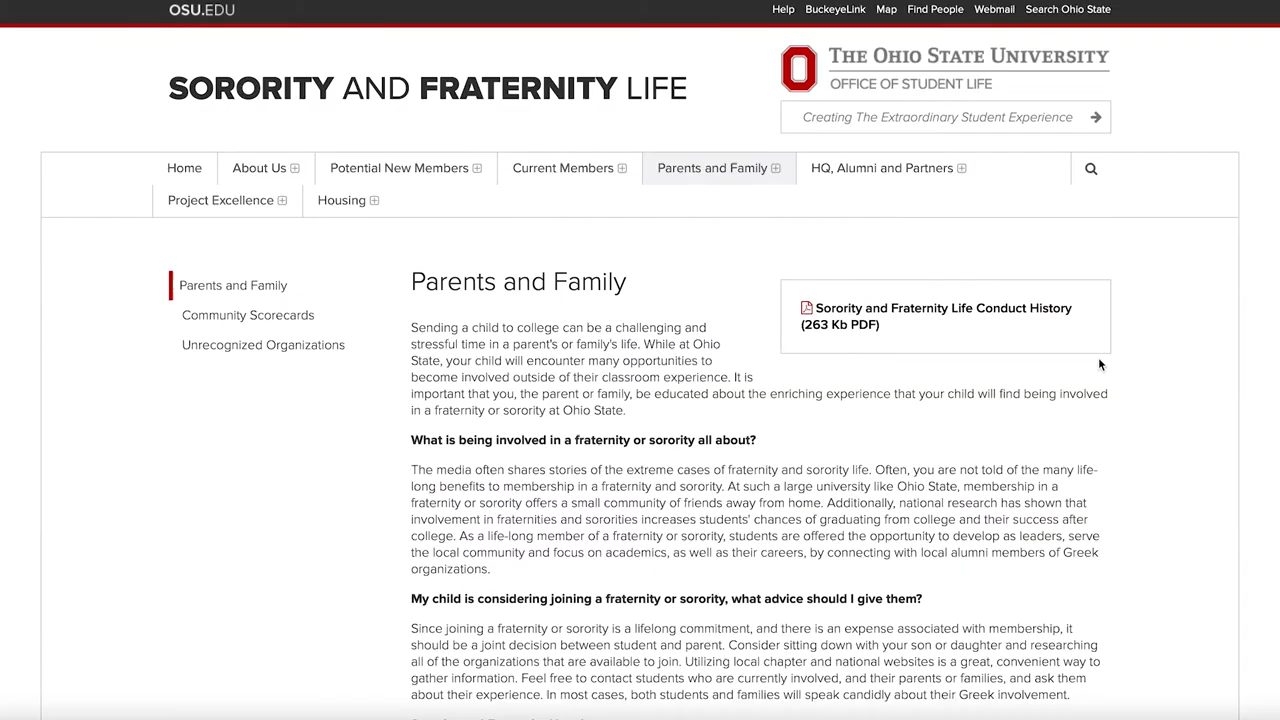 OSU.EDU
Help BuckeyeLink Map Find People Webmail Search Ohio State
SORORITY AND FRATERNITY LIFE
THE OHIO STATE UNIVERSITY
OFFICE OF STUDENT LIFE
Creating The Extraordinary Student Experience
Home About Us Potential New Members Current Members Parents and Family HQ, Alumni and Partners
Project Excellence Housing
Parents and Family
Community Scorecards
Unrecognized Organizations
Parents and Family
Sorority and Fraternity Life Conduct History
(263 Kb PDF)
Sending a child to college can be a challenging and
stressful time in a parent's or family's life. While at Ohio
State, your child will encounter many opportunities to
become involved outside of their classroom experience. It is
important that you, the parent or family, be educated about the enriching experience that your child will find being involved
in a fraternity or sorority at Ohio State.
What is being involved in a fraternity or sorority all about?
The media often shares stories of the extreme cases of fraternity and sorority life. Often, you are not told of the many life-
long benefits to membership in a fraternity and sorority. At such a large university like Ohio State, membership in a
fraternity or sorority offers a small community of friends away from home. Additionally, national research has shown that
involvement in fraternities and sororities increases students' chances of graduating from college and their success after
college. As a life-long member of a fraternity or sorority, students are offered the opportunity to develop as leaders, serve
the local community and focus on academics, as well as their careers, by connecting with local alumni members of Greek
organizations.
My child is considering joining a fraternity or sorority, what advice should I give them?
Since joining a fraternity or sorority is a lifelong commitment, and there is an expense associated with membership, it
should be a joint decision between student and parent. Consider sitting down with your son or daughter and researching
all of the organizations that are available to join. Utilizing local chapter and national websites is a great, convenient way to
gather information. Feel free to contact students who are currently involved, and their parents or families, and ask them
about their experience. In most cases, both students and families will speak candidly about their Greek involvement.